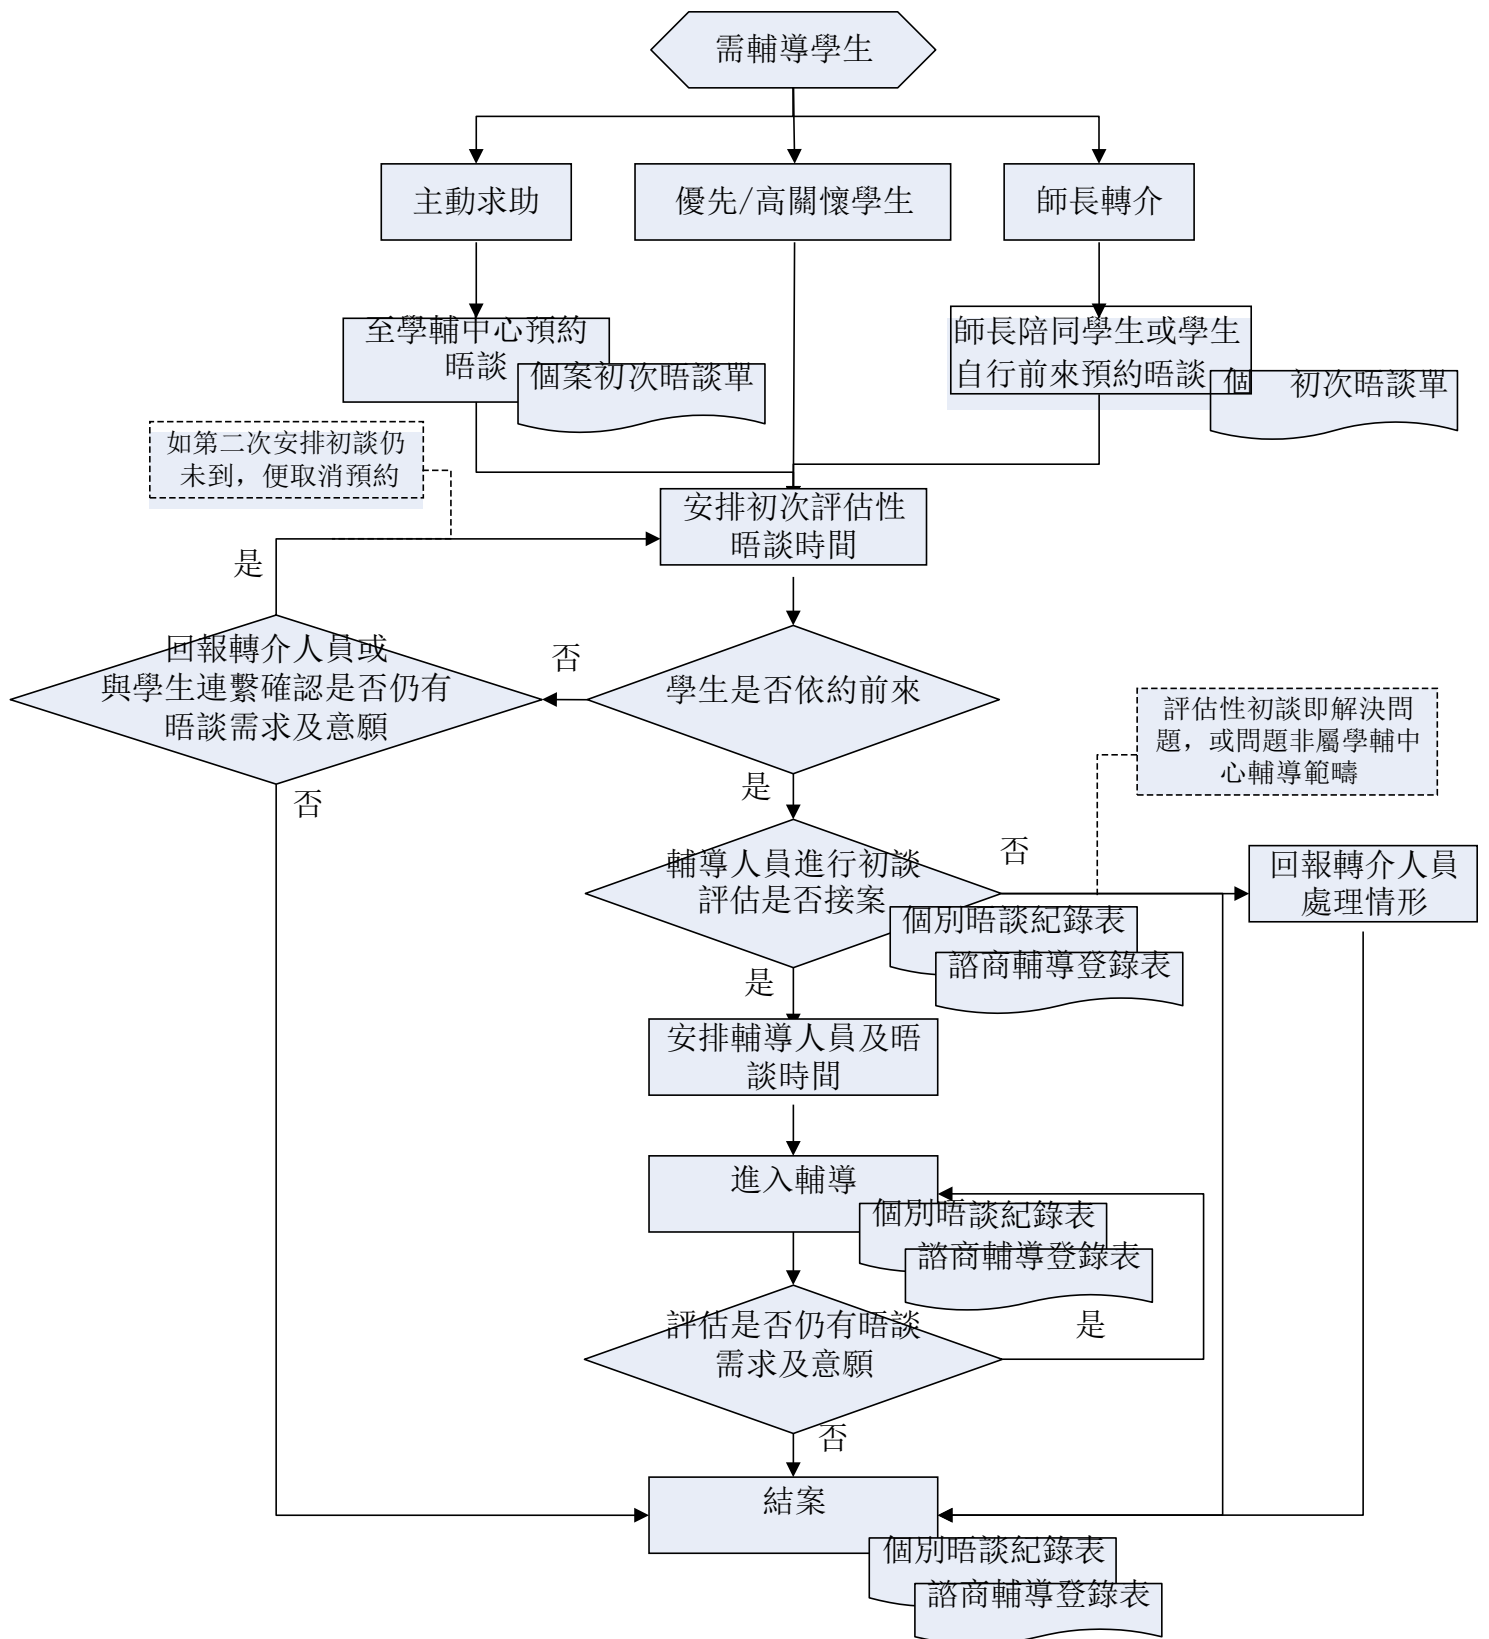 需輔導學生
主動求助
優先/高關懷學生
師長轉介
至學輔中心預約
晤談
個案初次晤談單
師長陪同學生或學生
自行前來預約晤談
個 初次晤談單
如第二次安排初談仍
未到，便取消預約
安排初次評估性
晤談時間
是
回報轉介人員或
與學生連繫確認是否仍有
晤談需求及意願
否
學生是否依約前來
評估性初談即解決問
題，或問題非屬學輔中
心輔導範疇
否
是
輔導人員進行初談
評估是否接案
否
回報轉介人員
處理情形
個別晤談紀錄表
諮商輔導登錄表
是
安排輔導人員及晤
談時間
進入輔導
個別晤談紀錄表
諮商輔導登錄表
評估是否仍有晤談
需求及意願
是
否
結案
個別晤談紀錄表
諮商輔導登錄表